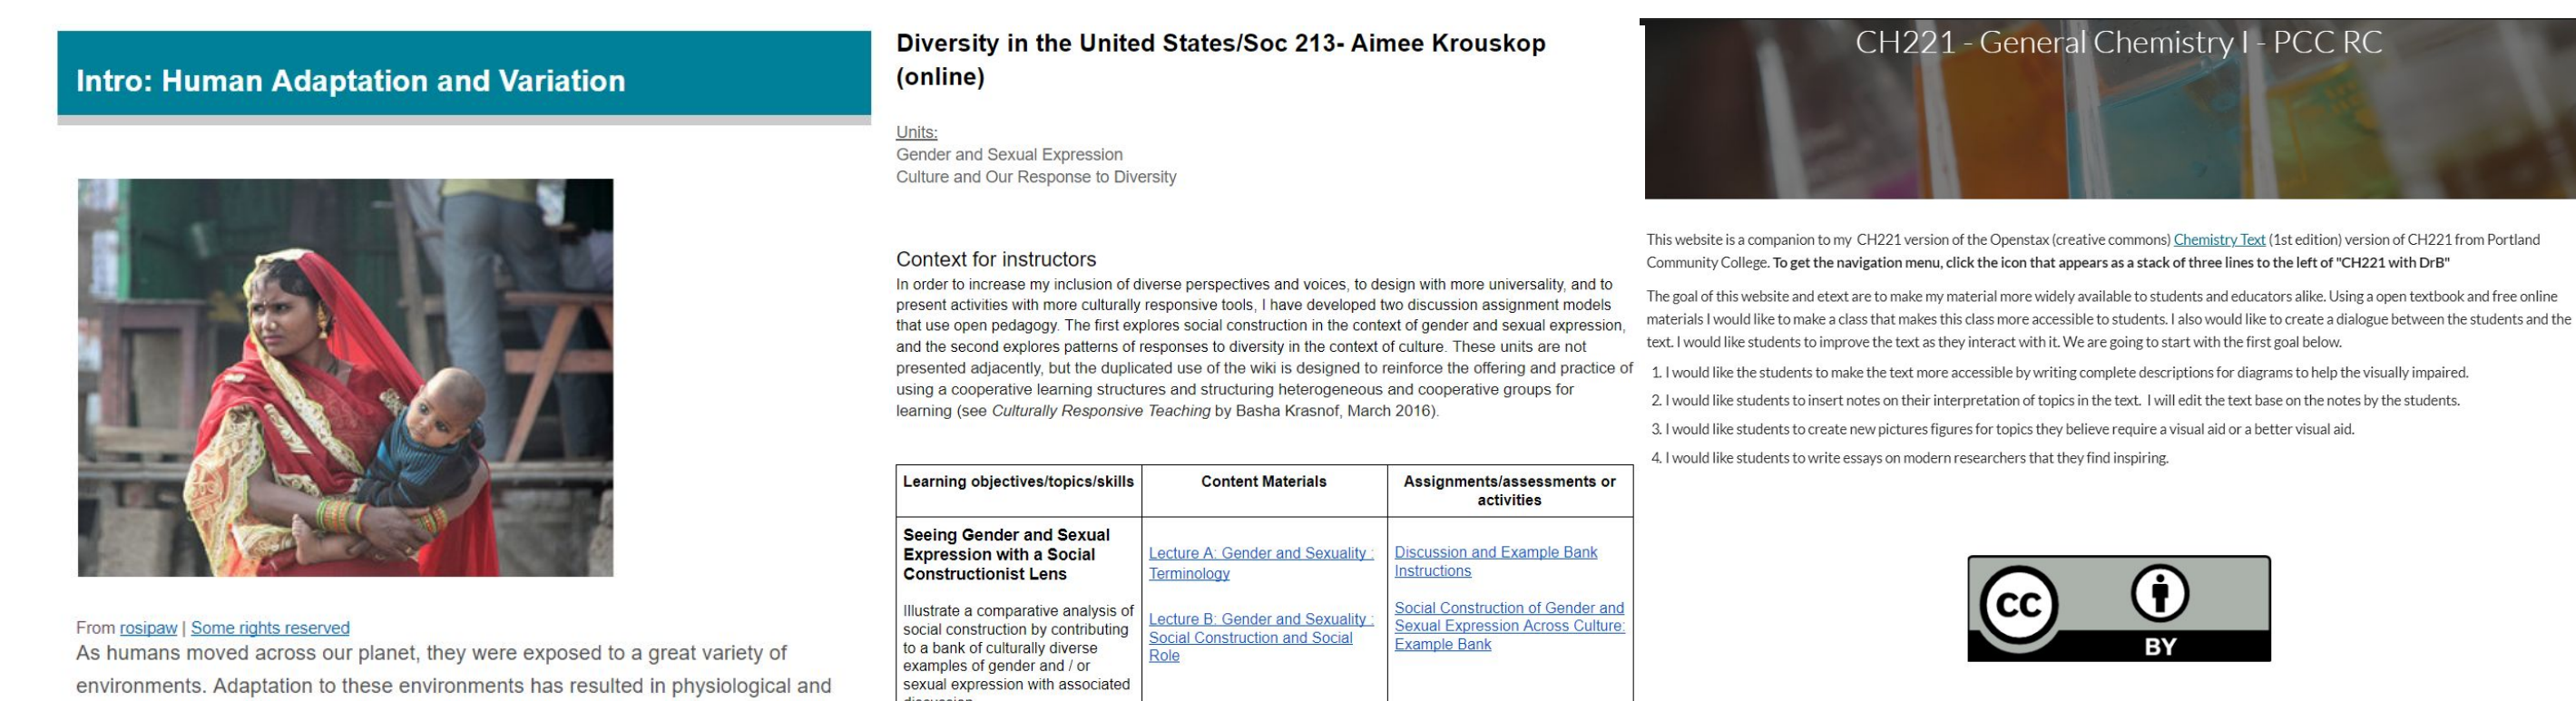 Intro: Human Adaptation and Variation
From rosipaw | Some rights reserved
As humans moved across our planet, they were exposed to a great variety of
environments. Adaptation to these environments has resulted in physiological and
Diversity in the United States/Soc 213- Aimee Krouskop
(online)
Units:
Gender and Sexual Expression
Culture and Our Response to Diversity
Context for instructors
In order to increase my inclusion of diverse perspectives and voices, to design with more universality, and to
present activities with more culturally responsive tools, I have developed two discussion assignment models
that use open pedagogy. The first explores social construction in the context of gender and sexual expression,
and the second explores patterns of responses to diversity in the context of culture. These units are not
presented adjacently, but the duplicated use of the wiki is designed to reinforce the offering and practice of
using a cooperative learning structures and structuring heterogeneous and cooperative groups for
learning (see Culturally Responsive Teaching by Basha Krasnof, March 2016).
Learning objectives/topics/skills
Content Materials
Assignments/assessments or
activities
Seeing Gender and Sexual
Expression with a Social
Constructionist Lens
Illustrate a comparative analysis of
social construction by contributing
to a bank of culturally diverse
examples of gender and / or
sexual expression with associated
Lecture A: Gender and Sexuality :
Terminology
Lecture B: Gender and Sexuality :
Social Construction and Social
Role
Discussion and Example Bank
Instructions
Social Construction of Gender and
Sexual Expression Across Culture:
Example Bank
CH221 - General Chemistry I - PCC RC
This website is a companion to my CH221 version of the Openstax (creative commons) Chemistry Text (1st edition) version of CH221 from Portland
Community College. To get the navigation menu, click the icon that appears as a stack of three lines to the left of "CH221 with DrB"
The goal of this website and etext are to make my material more widely available to students and educators alike. Using a open textbook and free online
materials I would like to make a class that makes this class more accessible to students. I also would like to create a dialogue between the students and the
text. I would like students to improve the text as they interact with it. We are going to start with the first goal below.
1. I would like the students to make the text more accessible by writing complete descriptions for diagrams to help the visually impaired.
2. I would like students to insert notes on their interpretation of topics in the text. I will edit the text base on the notes by the students.
3. I would like students to create new pictures figures for topics they believe require a visual aid or a better visual aid.
4. I would like students to write essays on modern researchers that they find inspiring.
CC
BY